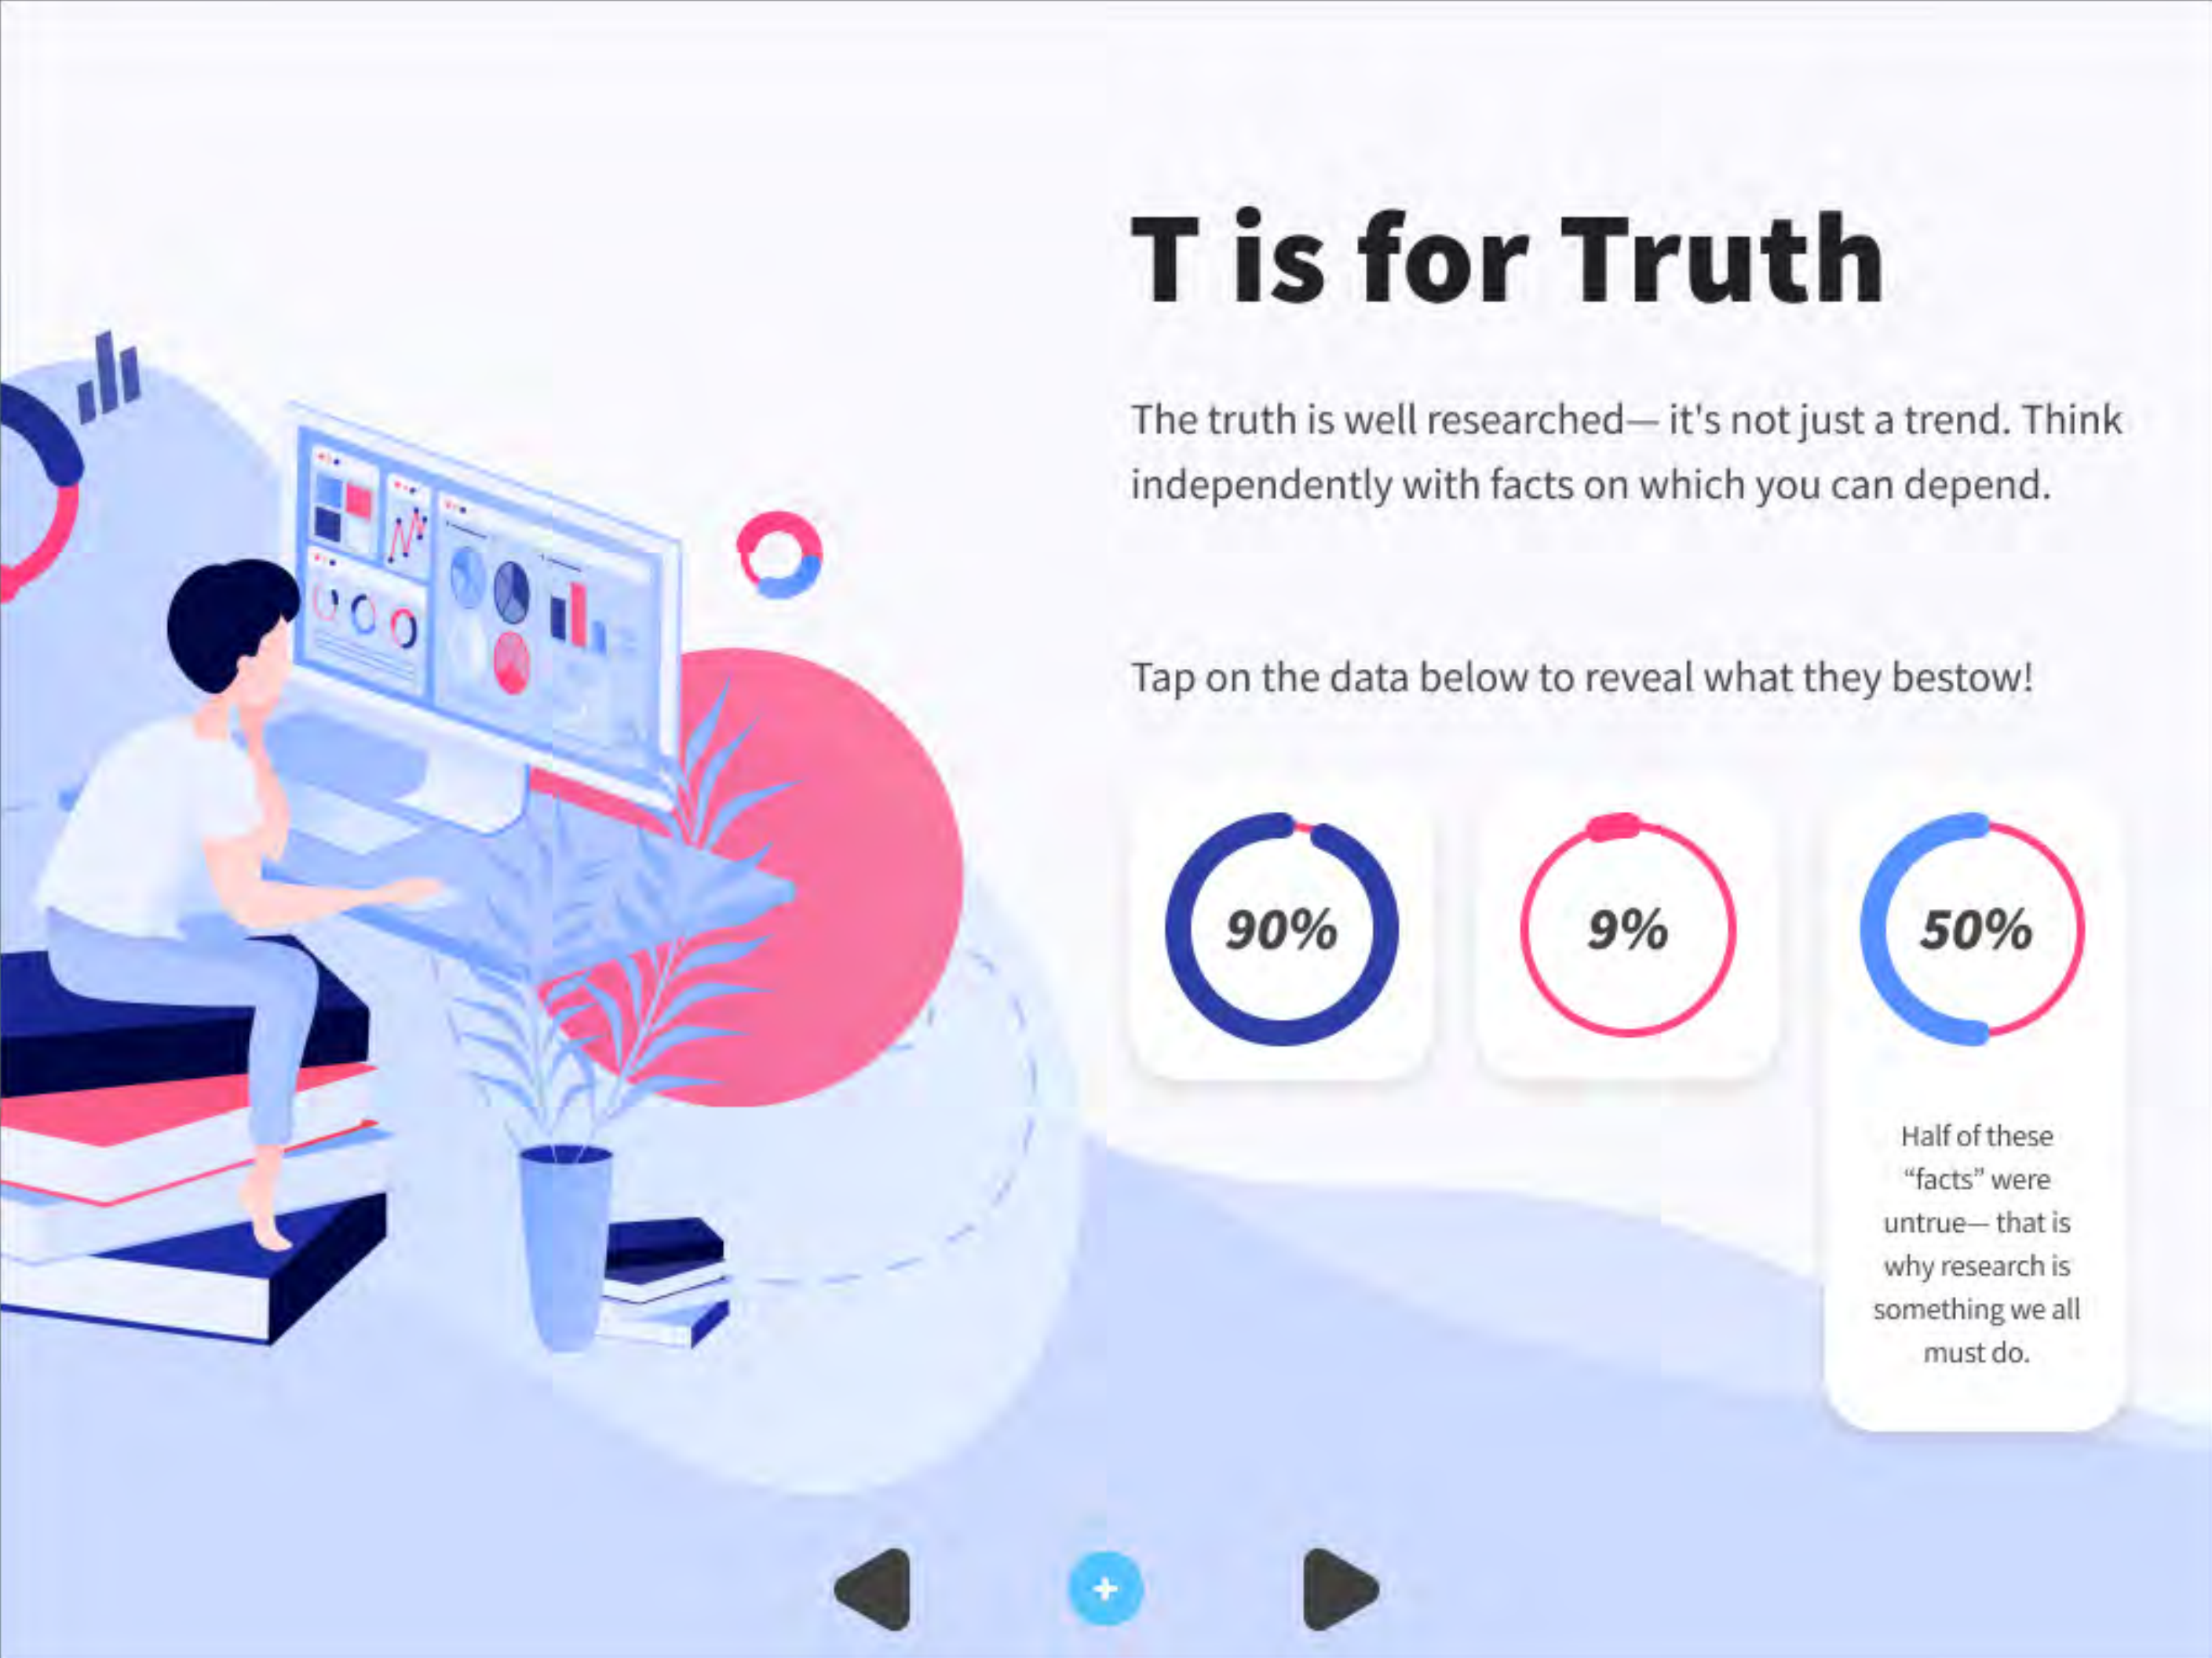 T is for Truth
The truth is well researched— it's not just a trend. Think
independently with facts on which you can depend.
Tap on the data below to reveal what they bestow!
90%
9%
50%
Half of these
“facts” were
untrue— that is
why research is
something we all
must do.